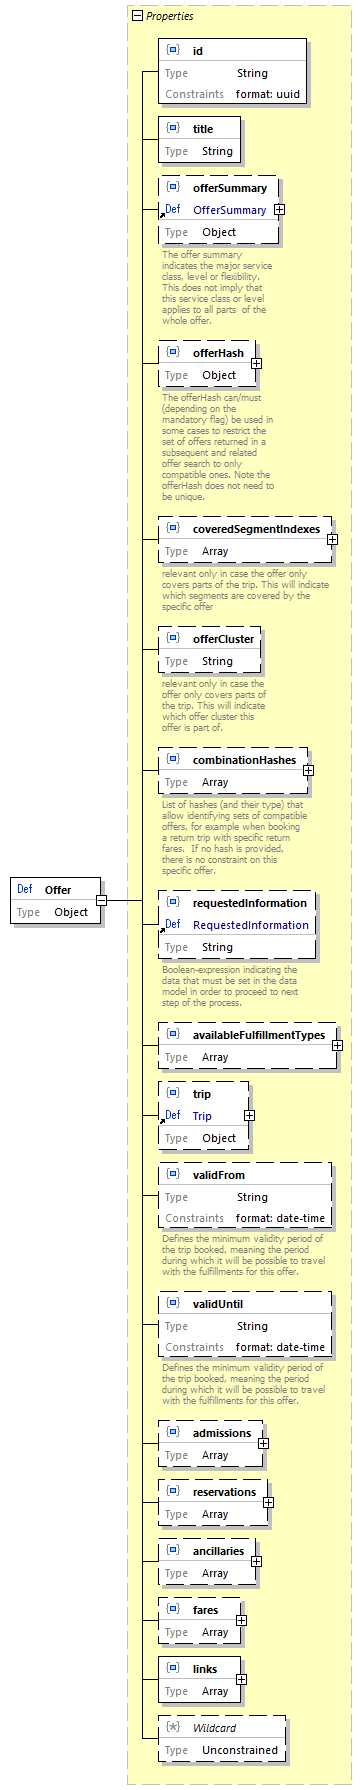 Properties
id
Type String
Constraints format: uuid
title
Type String
offerSummary
Def OfferSummary
Type Object
The offer summary
indicates the major service
class, level or flexibility.
This does not imply that
this service class or level
applies to all parts of the
whole offer.
offerHash
Type Object
The offerHash can/must
(depending on the
mandatory flag) be used in
some cases to restrict the
set of offers returned in a
subsequent and related
offer search to only
compatible ones. Note the
offerHash does not need to
be unique.
coveredSegmentIndexes
Type Array
relevant only in case the offer only
covers parts of the trip. This will indicate
which segments are covered by the
specific offer
offerCluster
Type String
relevant only in case the
offer only covers parts of
the trip. This will indicate
which offer cluster this
offer is part of.
combinationHashes
Type Array
List of hashes (and their type) that
allow identifying sets of compatible
offers, for example when booking
a return trip with specific return
fares. If no hash is provided,
there is no constraint on this
specific offer.
Def Offer
Type Object
requestedInformation
Def RequestedInformation
Type String
Boolean-expression indicating the
data that must be set in the data
model in order to proceed to next
step of the process.
availableFulfillmentTypes
Type Array
trip
Def Trip
Type Object
validFrom
Type String
Constraints format: date-time
Defines the minimum validity period of
the trip booked, meaning the period
during which it will be possible to travel
with the fulfillments for this offer.
validUntil
Type String
Constraints format: date-time
Defines the minimum validity period of
the trip booked, meaning the period
during which it will be possible to travel
with the fulfillments for this offer.
admissions
Type Array
reservations
Type Array
ancillaries
Type Array
fares
Type Array
links
Type Array
Wildcard
Type Unconstrained